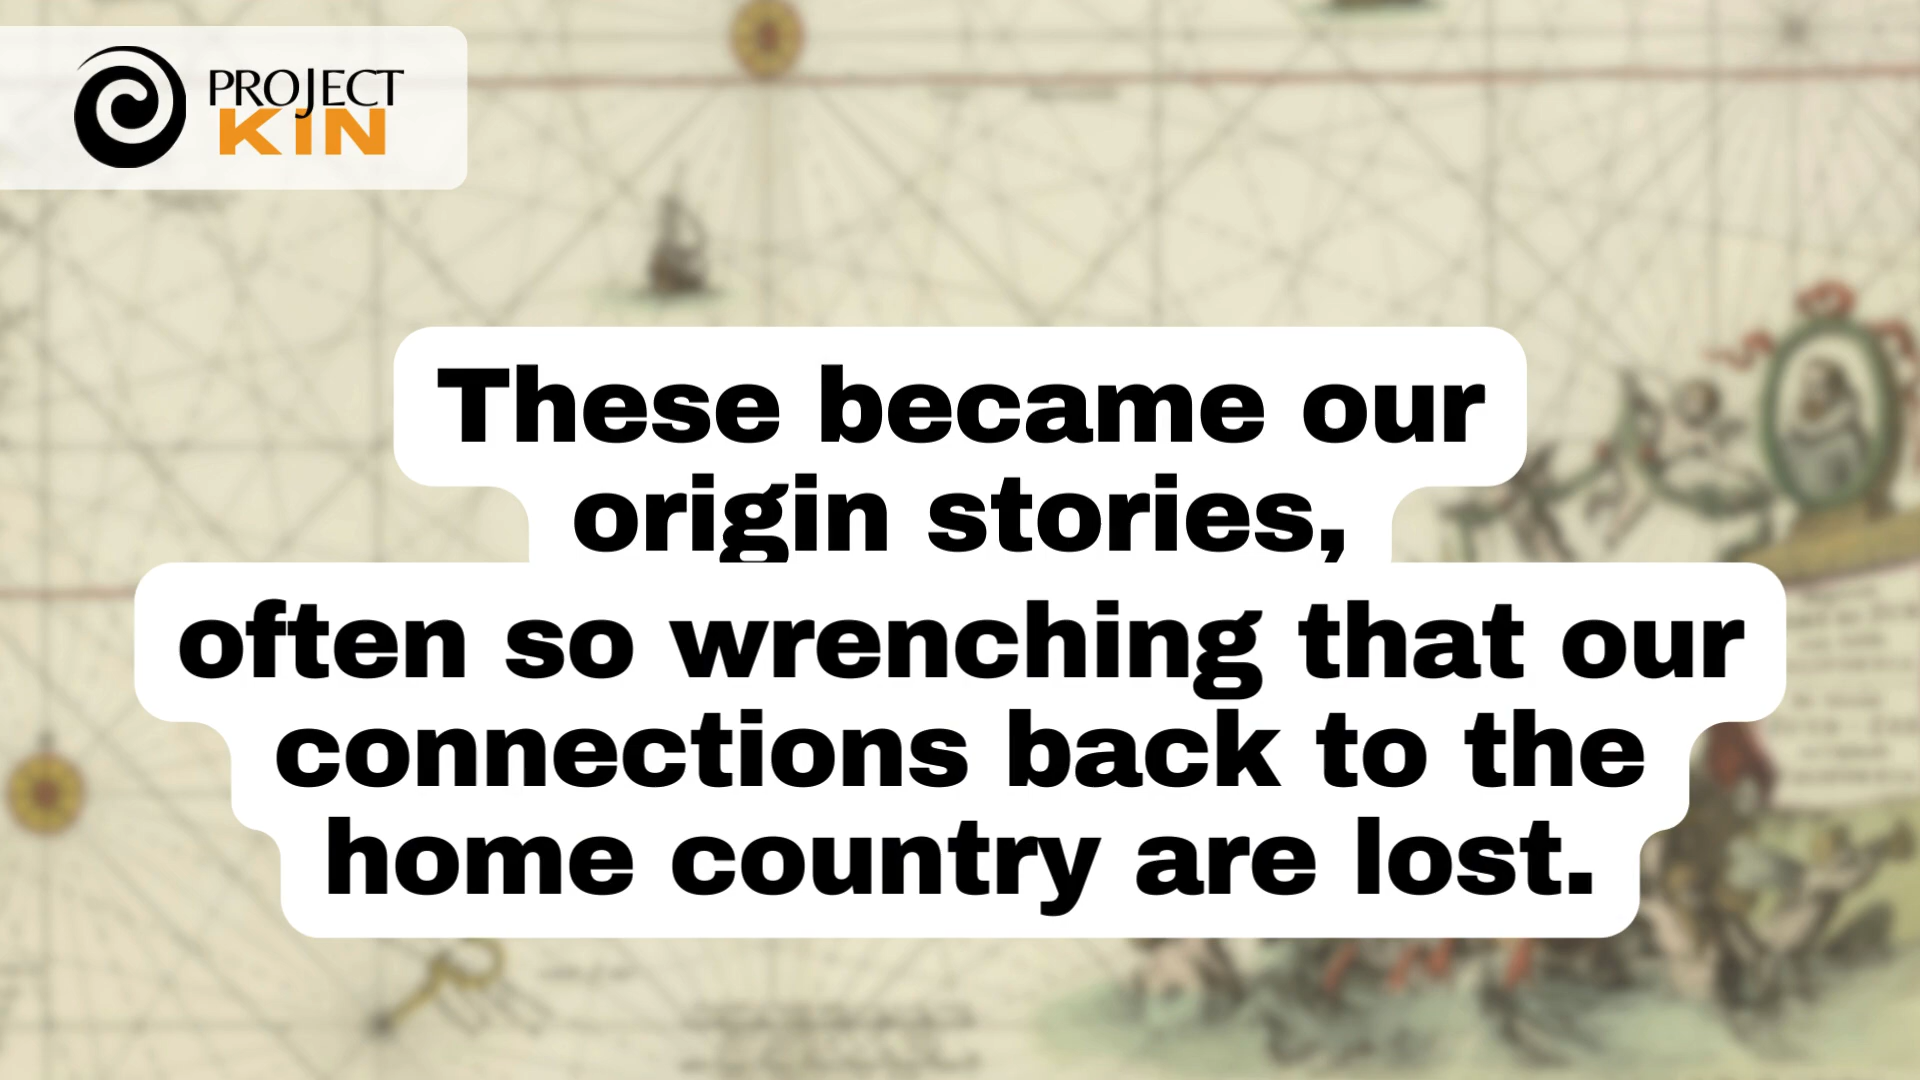 PROJECT
KIN
These became our
origin stories,
often so wrenching that our
connections back to the
home country are lost.